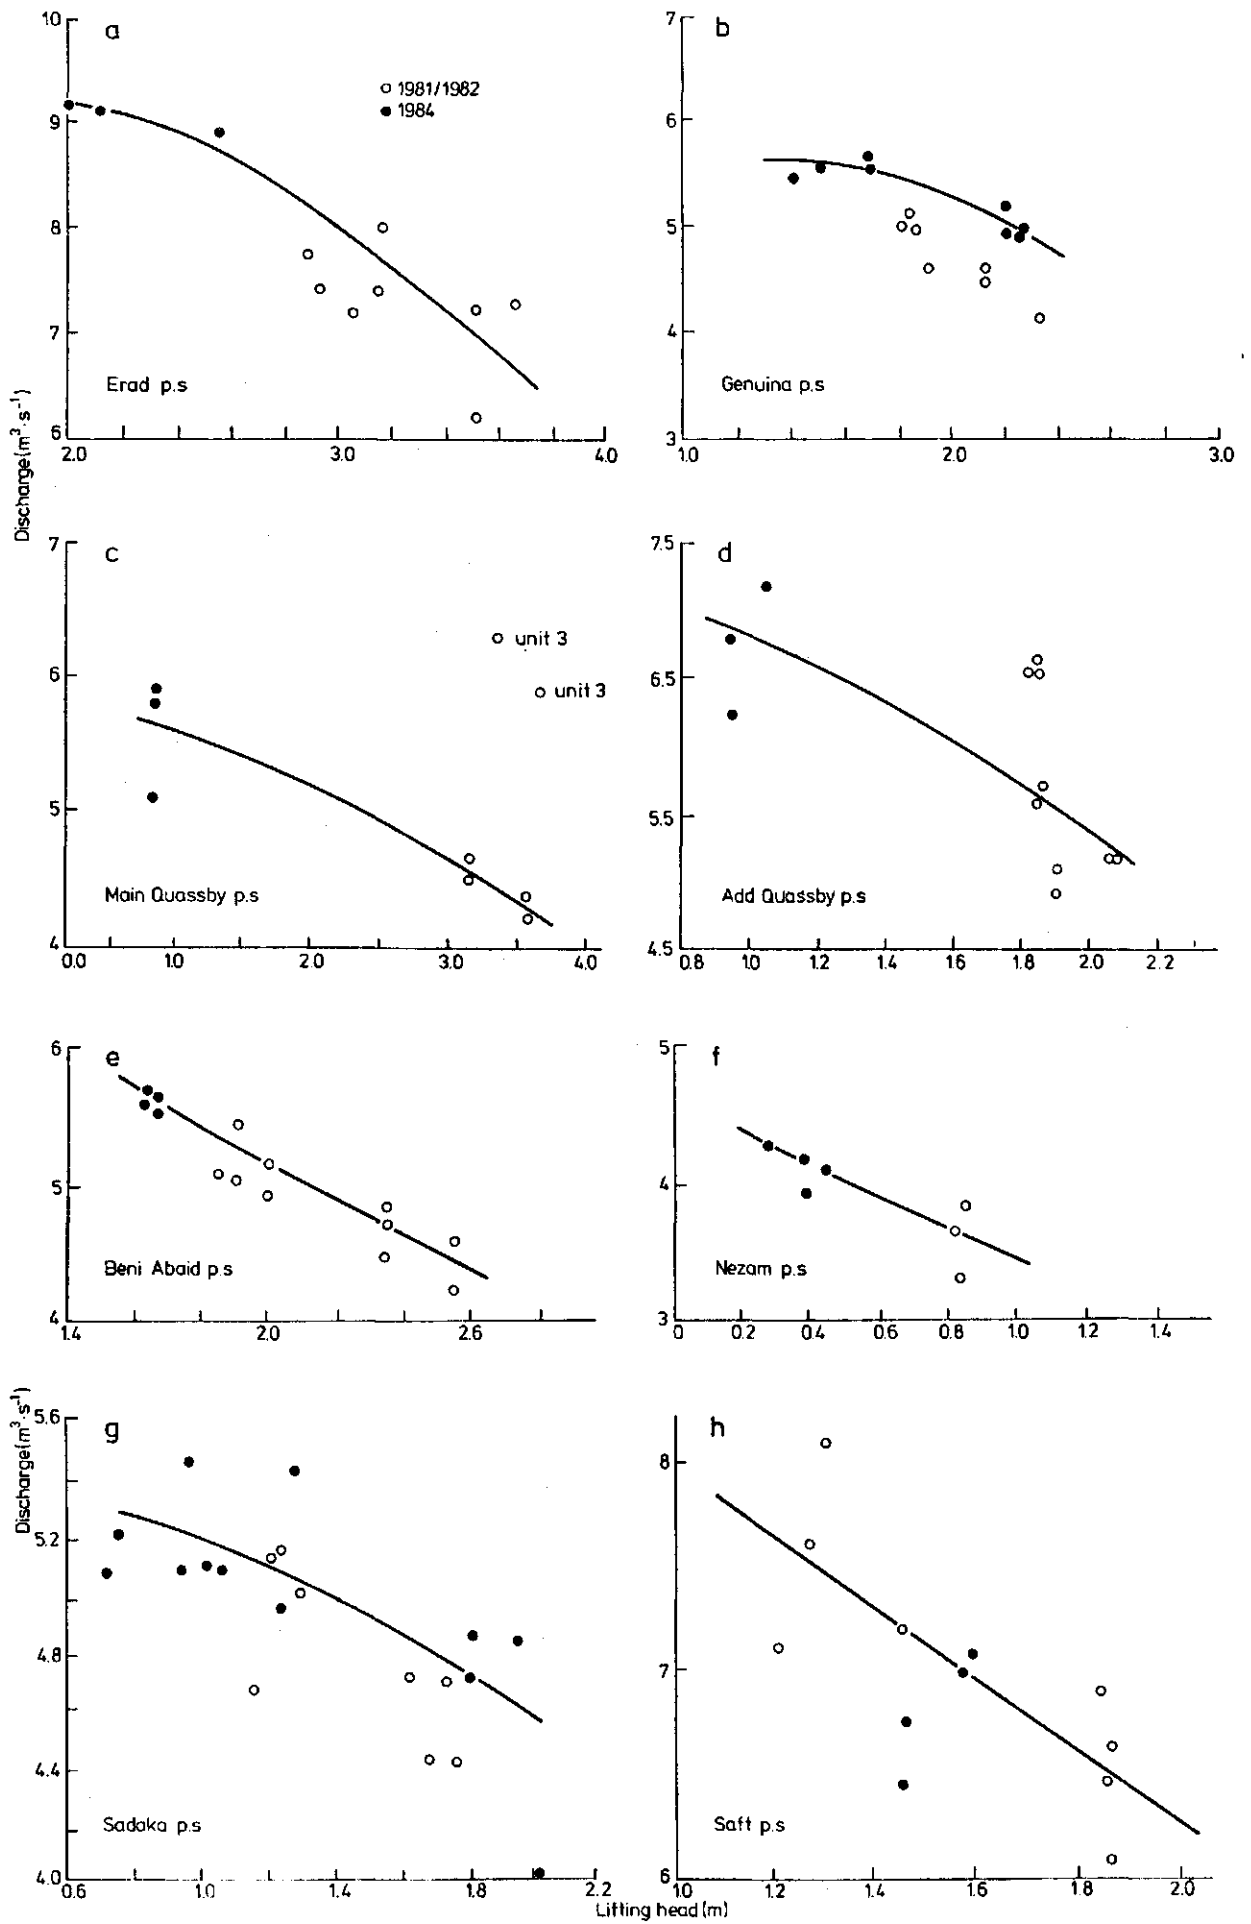 a
10
9
8
7
6
2.0 3.0 4.0
1981/1982
1984
Erad p.s
b
7
6
5
4
3
1.0 2.0 3.0
Genuina p.s
Discharge (m³·s⁻¹)
c
7
6
5
4
0.0 1.0 2.0 3.0 4.0
unit 3
unit 3
Main Quassby p.s
d
7.5
6.5
5.5
4.5
0.8 1.0 1.2 1.4 1.6 1.8 2.0 2.2
Add Quassby p.s
e
6
5
4
1.4 2.0 2.6
Beni Abaid p.s
f
5
4
3
0 0.2 0.4 0.6 0.8 1.0 1.2 1.4
Nezam p.s
Discharge (m³·s⁻¹)
g
5.6
5.2
4.8
4.4
4.0
0.6 1.0 1.4 1.8 2.2
Sadaka p.s
h
8
7
6
1.0 1.2 1.4 1.6 1.8 2.0
Saft p.s
Litting head (m)